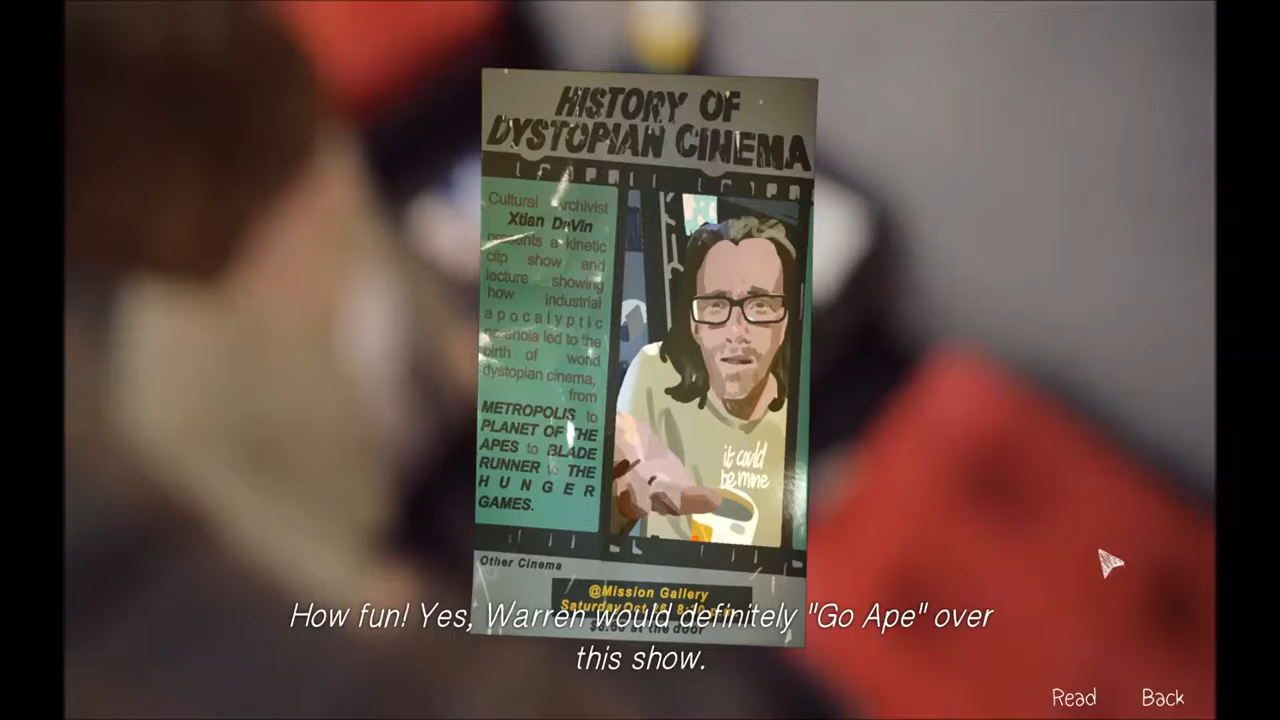 HISTORY OF
DYSTOPIAN CINEMA
Cultural Archivist
Xtian DeVin
presents a kinetic
clip show and
lecture showing
how industrial
apocalyptic
paranoia led to the
birth of world
dystopian cinema,
from
METROPOLIS to
PLANET OF THE
APES to BLADE
RUNNER to THE
HUNGER
GAMES.
it could
be mine
Other Cinema
@Mission Gallery
Saturday Oct
at the door
How fun! Yes, Warren would definitely "Go Ape" over
this show.
Read Back